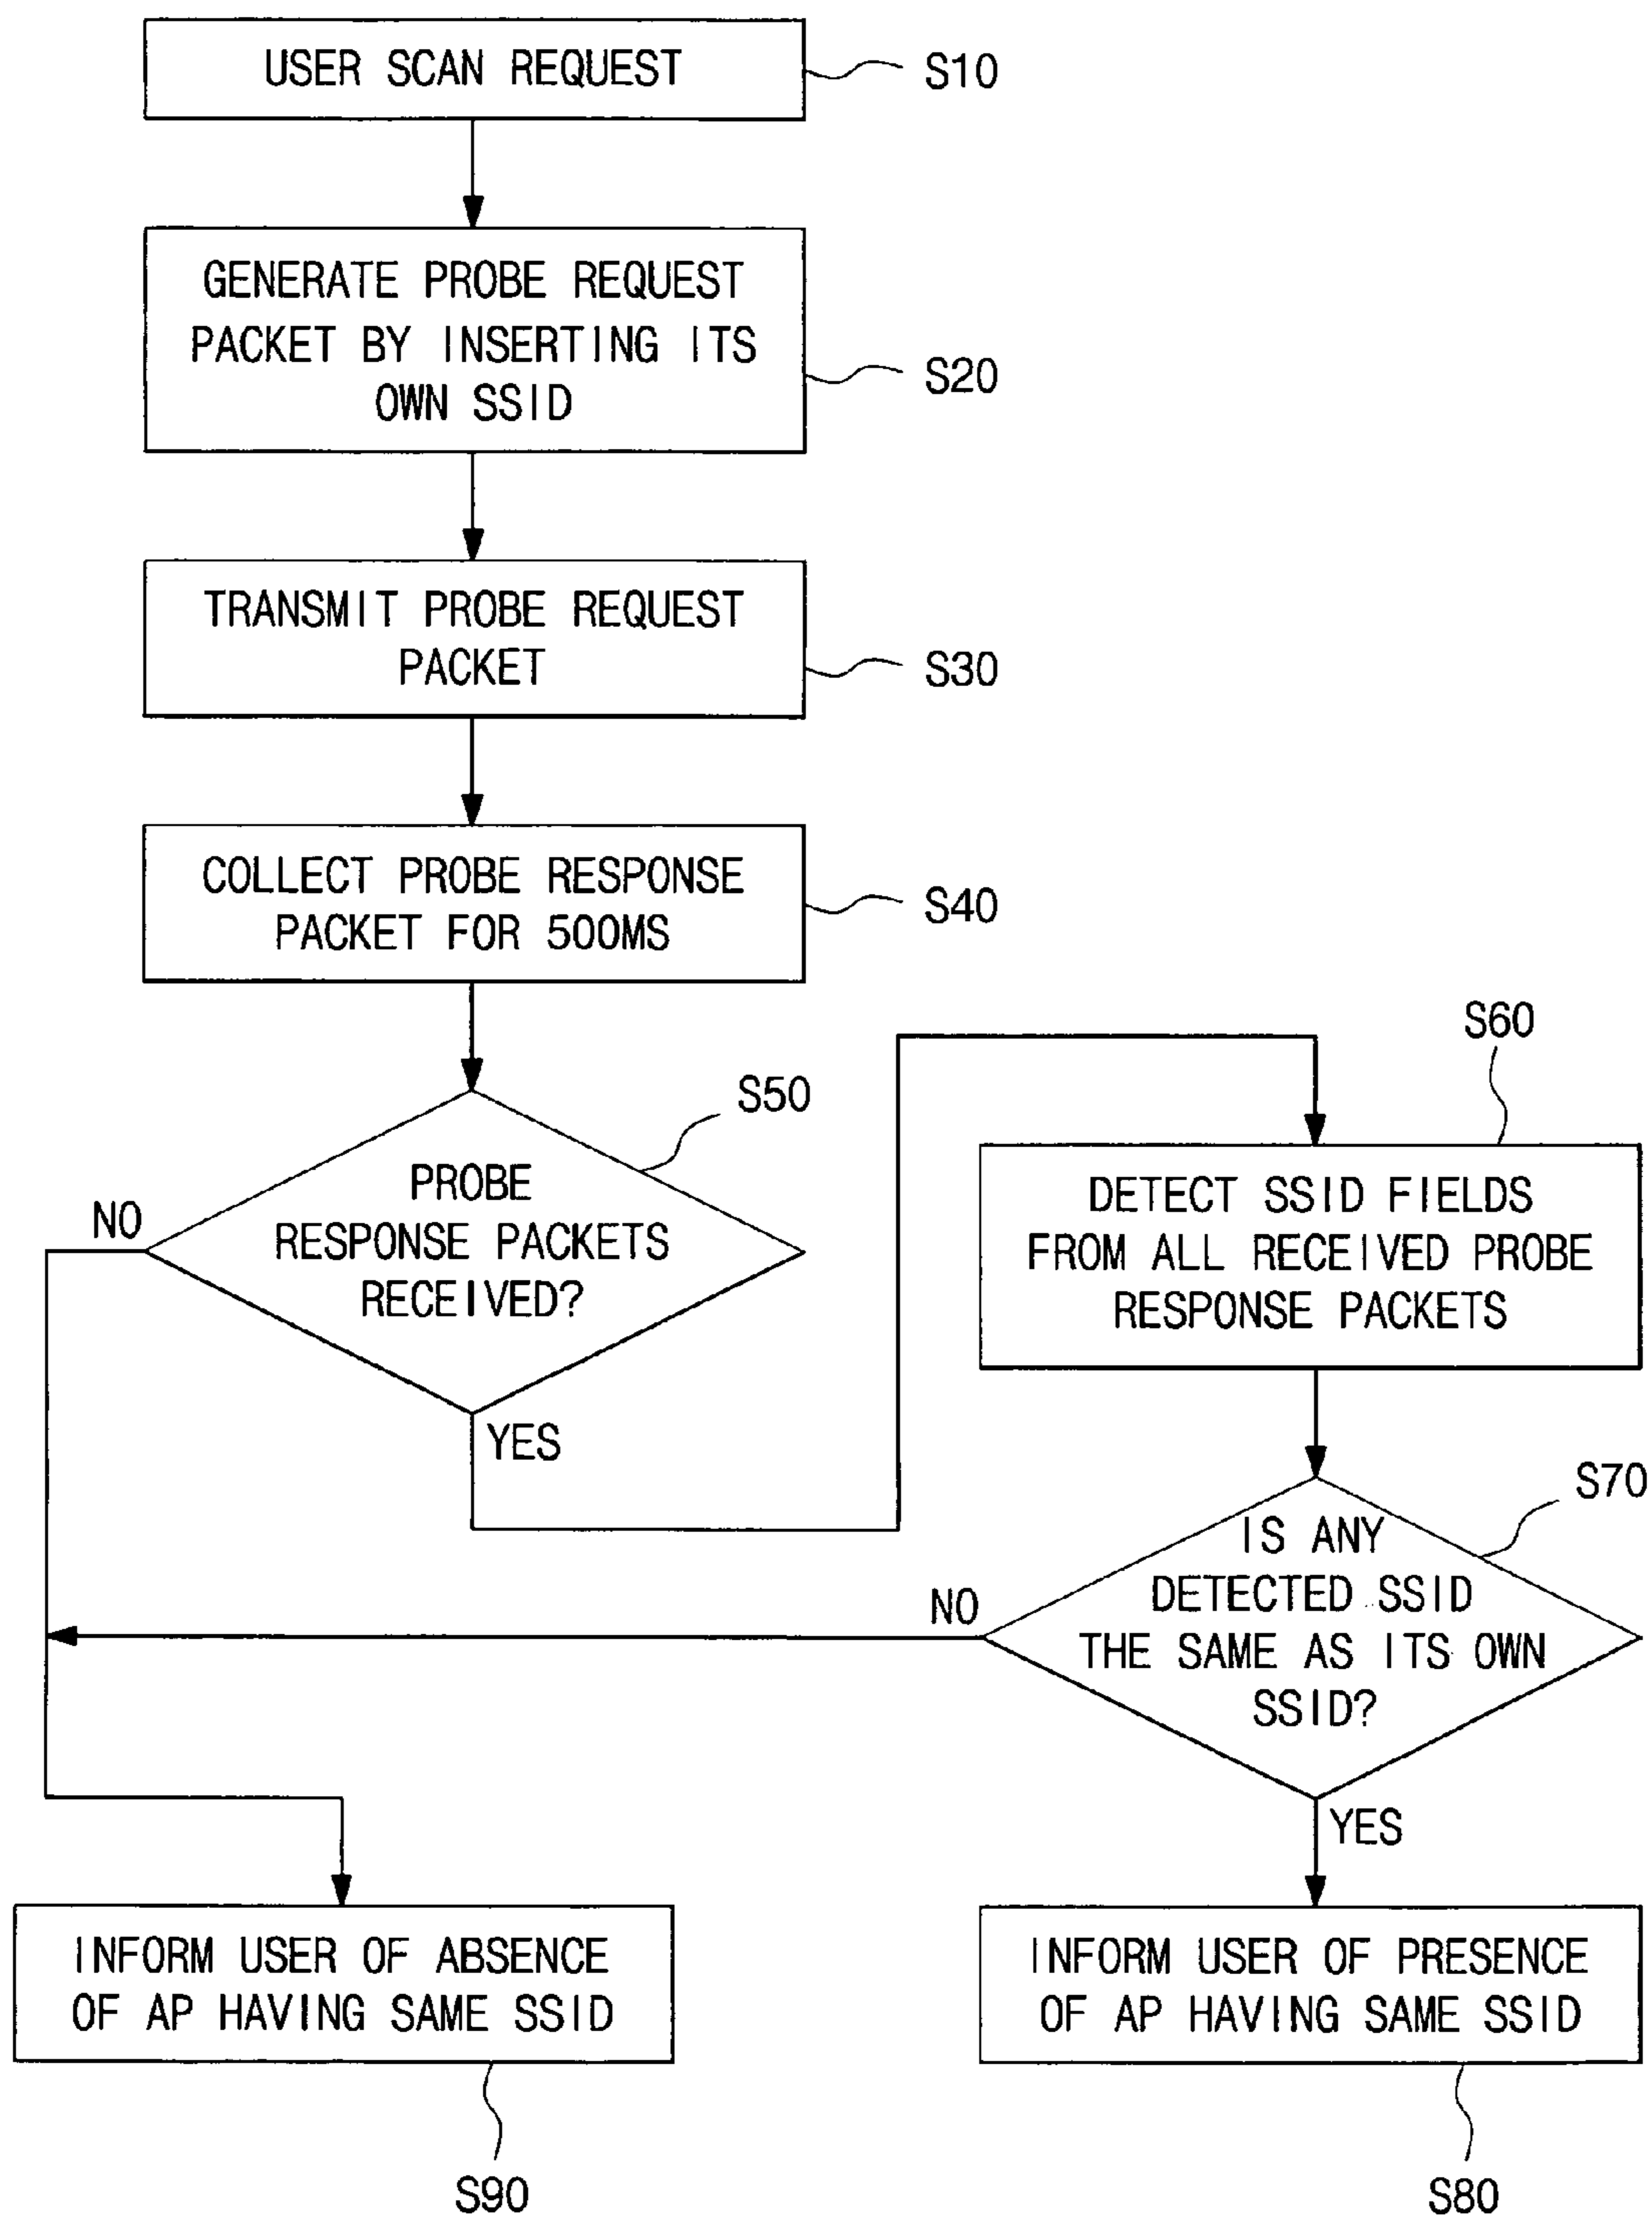 USER SCAN REQUEST
S10
GENERATE PROBE REQUEST
PACKET BY INSERTING ITS
OWN SSID
S20
TRANSMIT PROBE REQUEST
PACKET
S30
COLLECT PROBE RESPONSE
PACKET FOR 500MS
S40
S50
PROBE
RESPONSE PACKETS
RECEIVED?
NO
YES
S60
DETECT SSID FIELDS
FROM ALL RECEIVED PROBE
RESPONSE PACKETS
S70
IS ANY
DETECTED SSID
THE SAME AS ITS OWN
SSID?
NO
YES
INFORM USER OF ABSENCE
OF AP HAVING SAME SSID
S90
INFORM USER OF PRESENCE
OF AP HAVING SAME SSID
S80